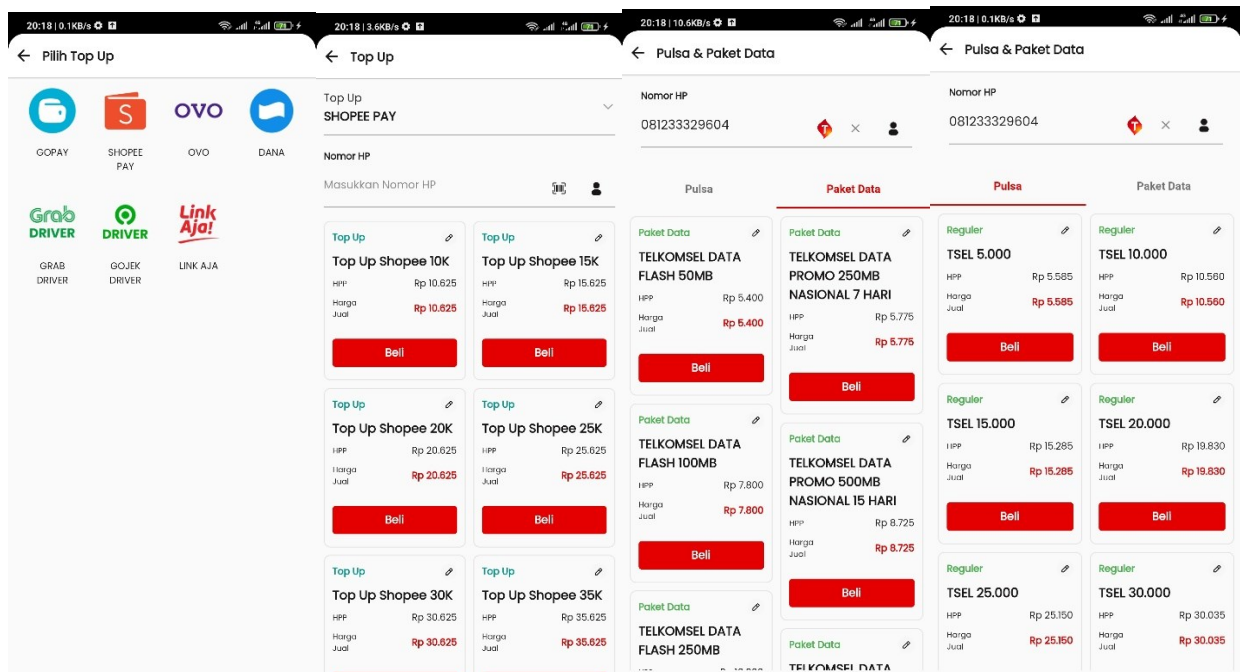 20:18 | 0.1KB/s
Pilih Top Up
S
OVO
GOPAY
SHOPEE
PAY
OVO
DANA
Grab
DRIVER
DRIVER
Link
Aja!
GRAB
DRIVER
GOJEK
DRIVER
LINK AJA
20:18 | 3.6KB/s
Top Up
Top Up
SHOPEE PAY
Nomor HP
Masukkan Nomor HP
Top Up
Top Up Shopee 10K
HPP Rp 10.625
Harga
Jual Rp 10.625
Beli
Top Up
Top Up Shopee 15K
HPP Rp 15.625
Harga
Jual Rp 15.625
Beli
Top Up
Top Up Shopee 20K
HPP Rp 20.625
Harga
Jual Rp 20.625
Beli
Top Up
Top Up Shopee 25K
HPP Rp 25.625
Harga
Jual Rp 25.625
Beli
Top Up
Top Up Shopee 30K
HPP Rp 30.625
Harga
Jual Rp 30.625
Top Up
Top Up Shopee 35K
HPP Rp 35.625
Harga
Jual Rp 35.625
20:18 | 10.6KB/s
Pulsa & Paket Data
Nomor HP
081233329604
Pulsa
Paket Data
Paket Data
TELKOMSEL DATA
FLASH 50MB
HPP Rp 5.400
Harga
Jual Rp 5.400
Beli
Paket Data
TELKOMSEL DATA
PROMO 250MB
NASIONAL 7 HARI
HPP Rp 5.775
Harga
Jual Rp 5.775
Beli
Paket Data
TELKOMSEL DATA
FLASH 100MB
HPP Rp 7.800
Harga
Jual Rp 7.800
Beli
Paket Data
TELKOMSEL DATA
PROMO 500MB
NASIONAL 15 HARI
HPP Rp 8.725
Harga
Jual Rp 8.725
Beli
Paket Data
TELKOMSEL DATA
FLASH 250MB
Paket Data
TELKOMSEL DATA
20:18 | 0.1KB/s
Pulsa & Paket Data
Nomor HP
081233329604
Pulsa
Paket Data
Reguler
TSEL 5.000
HPP Rp 5.585
Harga
Jual Rp 5.585
Beli
Reguler
TSEL 10.000
HPP Rp 10.560
Harga
Jual Rp 10.560
Beli
Reguler
TSEL 15.000
HPP Rp 15.285
Harga
Jual Rp 15.285
Beli
Reguler
TSEL 20.000
HPP Rp 19.830
Harga
Jual Rp 19.830
Beli
Reguler
TSEL 25.000
HPP Rp 25.150
Harga
Jual Rp 25.150
Reguler
TSEL 30.000
HPP Rp 30.035
Harga
Jual Rp 30.035